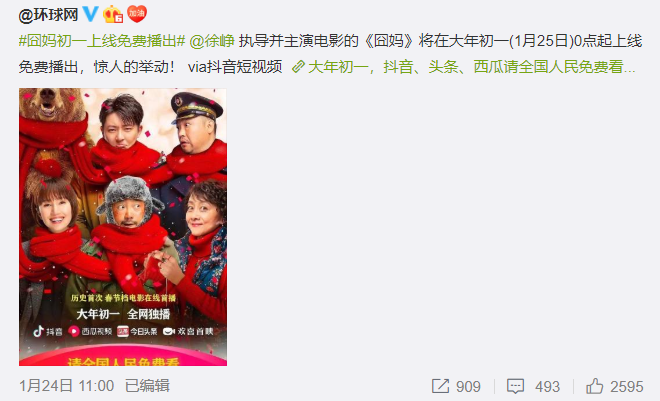 @环球网
加油
#囧妈初一上线免费播出# @徐峥 执导并主演电影的《囧妈》将在大年初一(1月25日)0点起上线
免费播出，惊人的举动！ via抖音短视频 大年初一，抖音、头条、西瓜请全国人民免费看...
历史首次 春节档电影在线首播
大年初一 全网独播
抖音 西瓜视频 头条 今日头条 欢喜首映
请全国人民免费看
1月24日 11:00 已编辑
909 493 2595